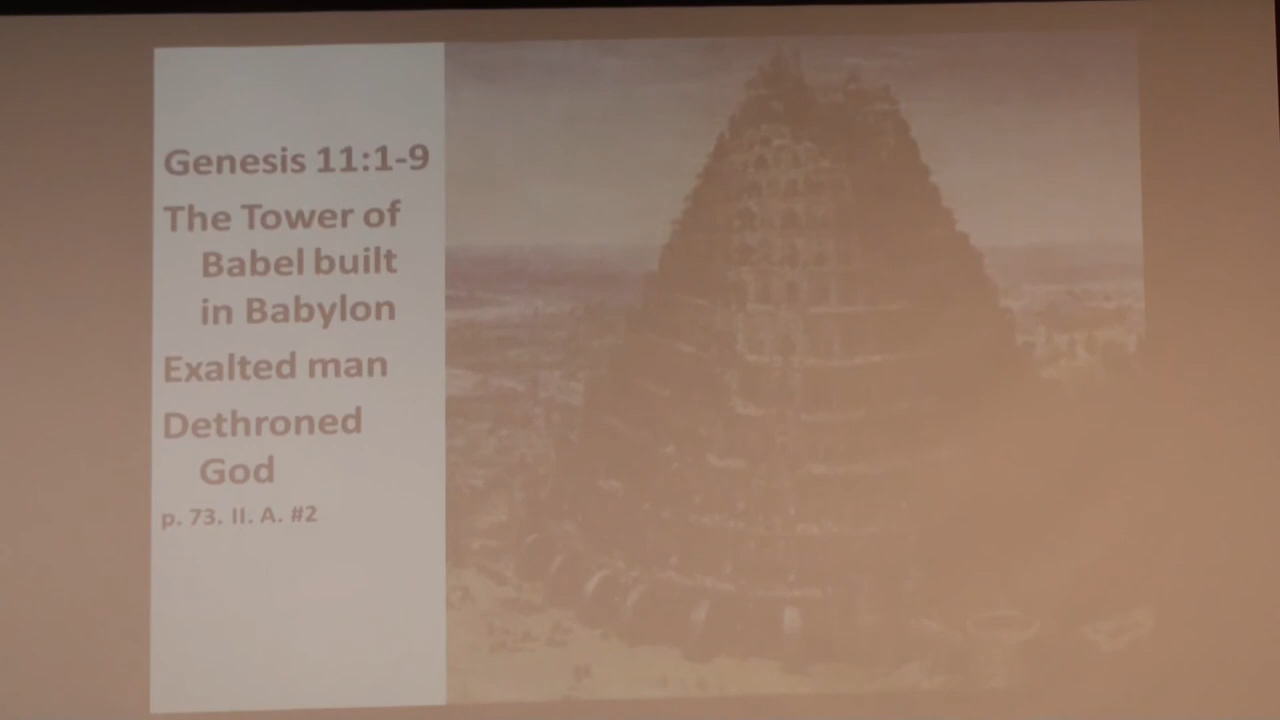 Genesis 11:1-9
The Tower of
Babel built
in Babylon
Exalted man
Dethroned
God
p. 73. II. A. #2